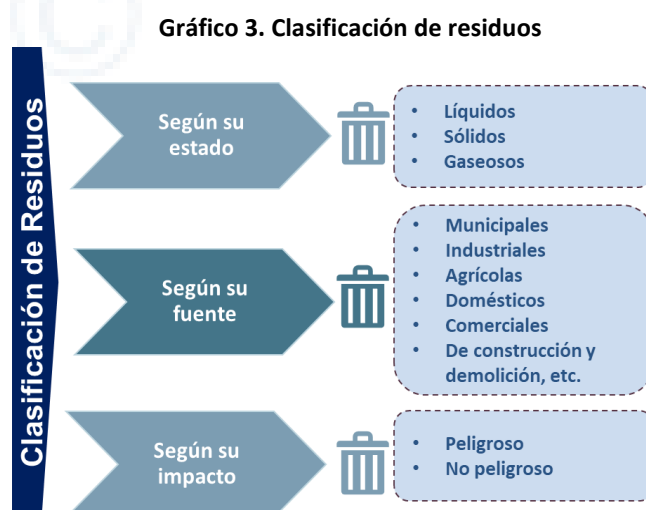 Gráfico 3. Clasificación de residuos
Clasificación de Residuos
Según su
estado
• Líquidos
• Sólidos
• Gaseosos
Según su
fuente
• Municipales
• Industriales
• Agrícolas
• Domésticos
• Comerciales
• De construcción y
demolición, etc.
Según su
impacto
• Peligroso
• No peligroso